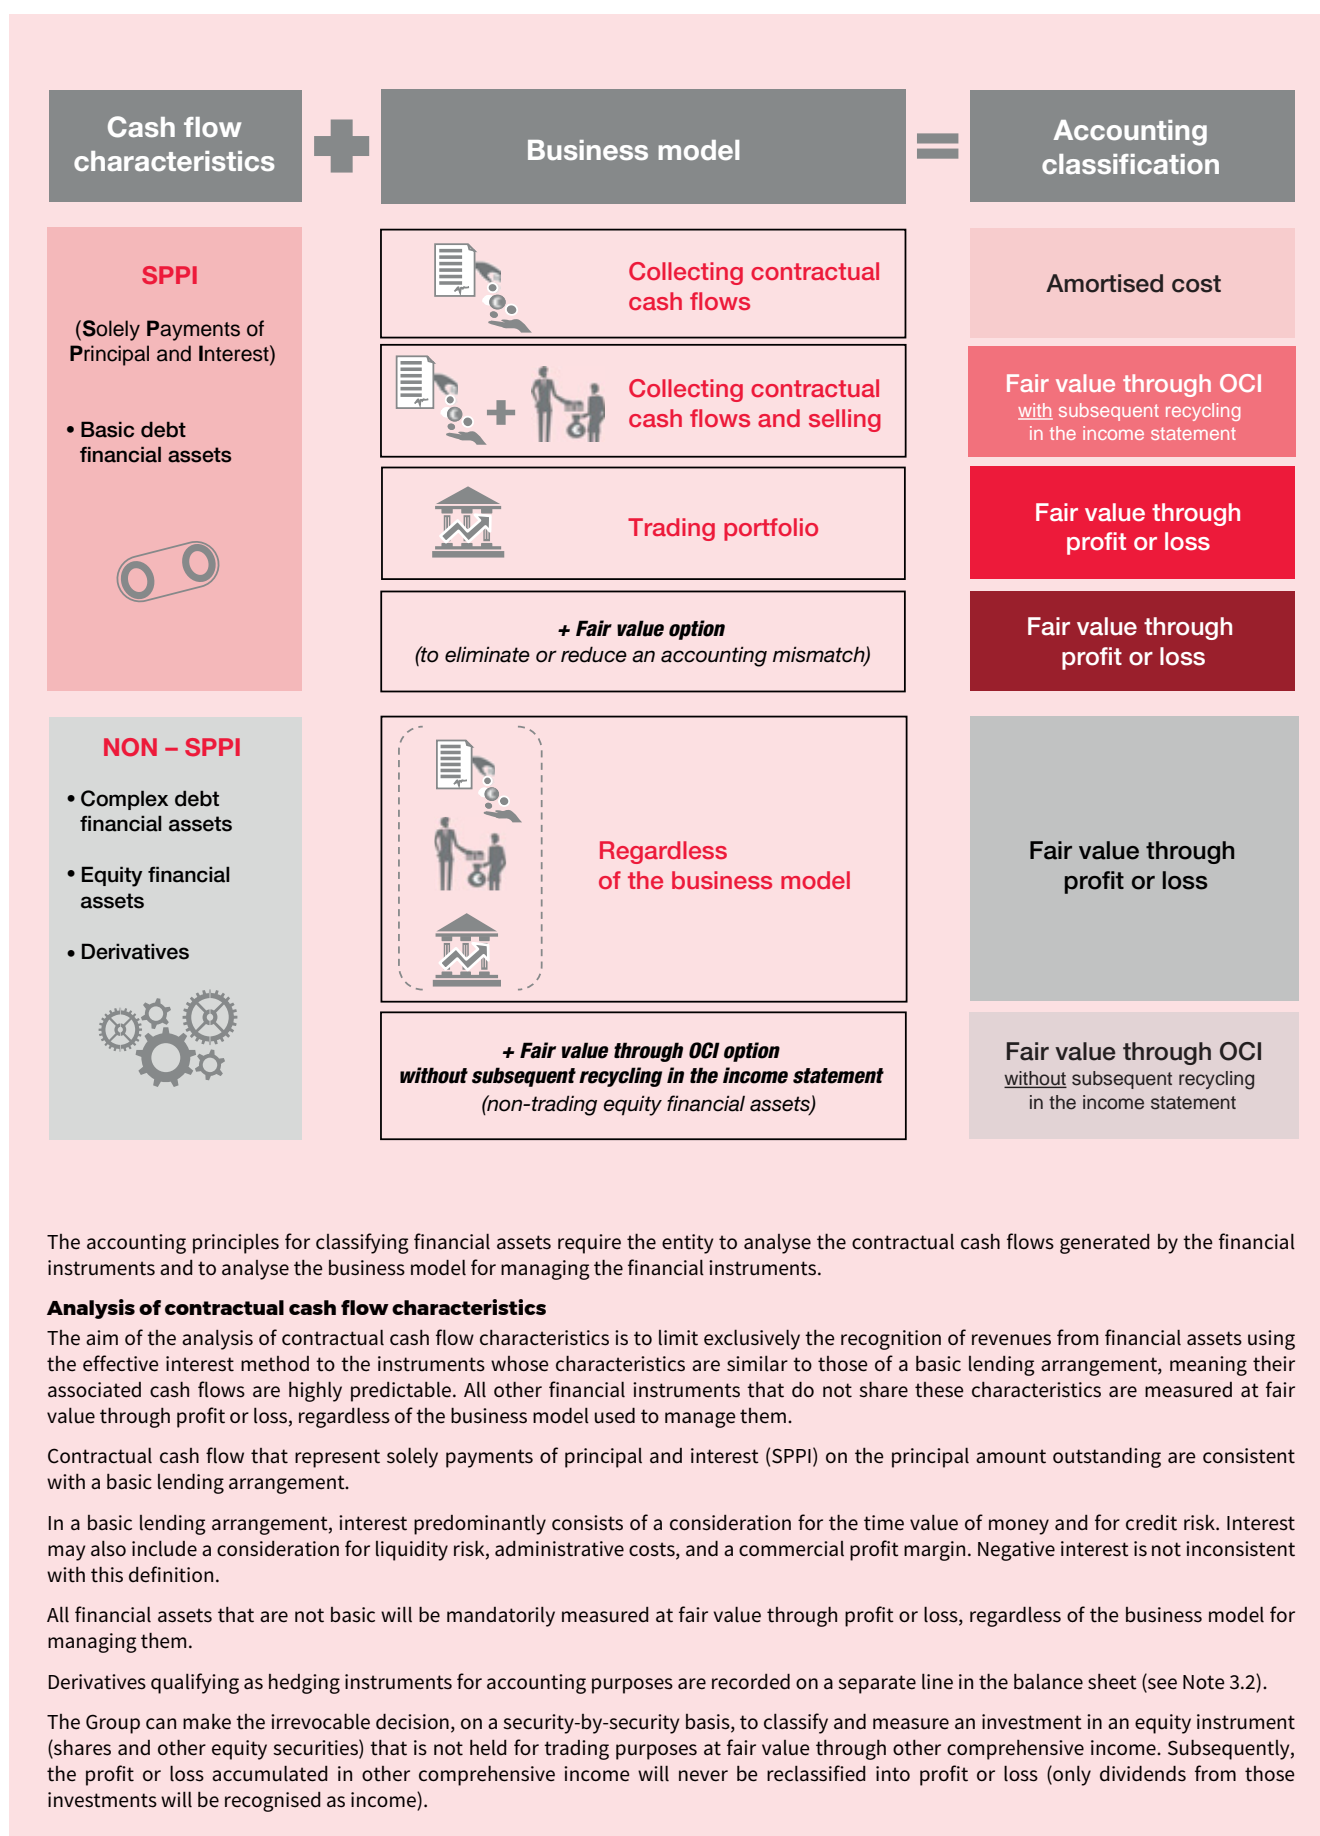 Cash flow
characteristics
Business model
Accounting
classification
SPPI
(Solely Payments of
Principal and Interest)
• Basic debt
financial assets
Collecting contractual
cash flows
Amortised cost
Collecting contractual
cash flows and selling
Fair value through OCI
with subsequent recycling
in the income statement
Trading portfolio
Fair value through
profit or loss
+ Fair value option
(to eliminate or reduce an accounting mismatch)
Fair value through
profit or loss
NON – SPPI
• Complex debt
financial assets
• Equity financial
assets
• Derivatives
Regardless
of the business model
Fair value through
profit or loss
+ Fair value through OCI option
without subsequent recycling in the income statement
(non-trading equity financial assets)
Fair value through OCI
without subsequent recycling
in the income statement
The accounting principles for classifying financial assets require the entity to analyse the contractual cash flows generated by the financial
instruments and to analyse the business model for managing the financial instruments.
Analysis of contractual cash flow characteristics
The aim of the analysis of contractual cash flow characteristics is to limit exclusively the recognition of revenues from financial assets using
the effective interest method to the instruments whose characteristics are similar to those of a basic lending arrangement, meaning their
associated cash flows are highly predictable. All other financial instruments that do not share these characteristics are measured at fair
value through profit or loss, regardless of the business model used to manage them.
Contractual cash flow that represent solely payments of principal and interest (SPPI) on the principal amount outstanding are consistent
with a basic lending arrangement.
In a basic lending arrangement, interest predominantly consists of a consideration for the time value of money and for credit risk. Interest
may also include a consideration for liquidity risk, administrative costs, and a commercial profit margin. Negative interest is not inconsistent
with this definition.
All financial assets that are not basic will be mandatorily measured at fair value through profit or loss, regardless of the business model for
managing them.
Derivatives qualifying as hedging instruments for accounting purposes are recorded on a separate line in the balance sheet (see Note 3.2).
The Group can make the irrevocable decision, on a security-by-security basis, to classify and measure an investment in an equity instrument
(shares and other equity securities) that is not held for trading purposes at fair value through other comprehensive income. Subsequently,
the profit or loss accumulated in other comprehensive income will never be reclassified into profit or loss (only dividends from those
investments will be recognised as income).